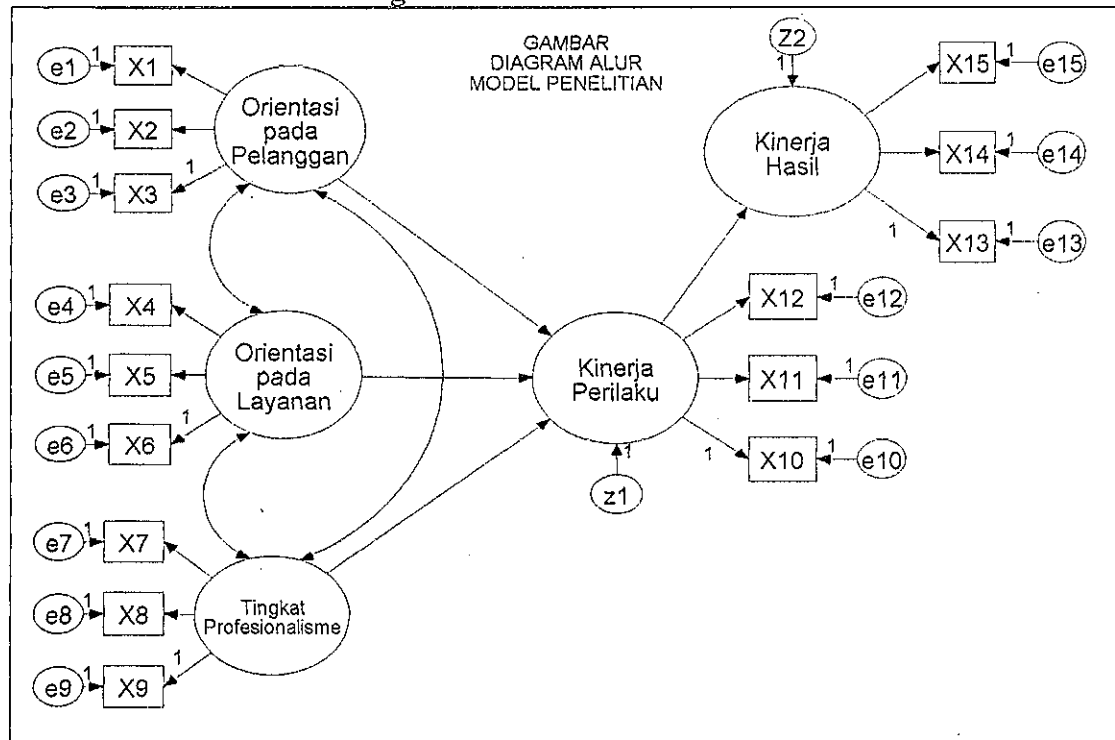 GAMBAR
DIAGRAM ALUR
MODEL PENELITIAN
e1 1 X1
e2 1 X2
e3 1 X3
1
Orientasi
pada
Pelanggan
e4 1 X4
e5 1 X5
e6 1 X6
1
Orientasi
pada
Layanan
e7 1 X7
e8 1 X8
e9 1 X9
1
Tingkat
Profesionalisme
Kinerja
Perilaku
1
z1
Z2
1
Kinerja
Hasil
X15 1 e15
X14 1 e14
1
X13 1 e13
X12 1 e12
X11 1 e11
1
X10 1 e10